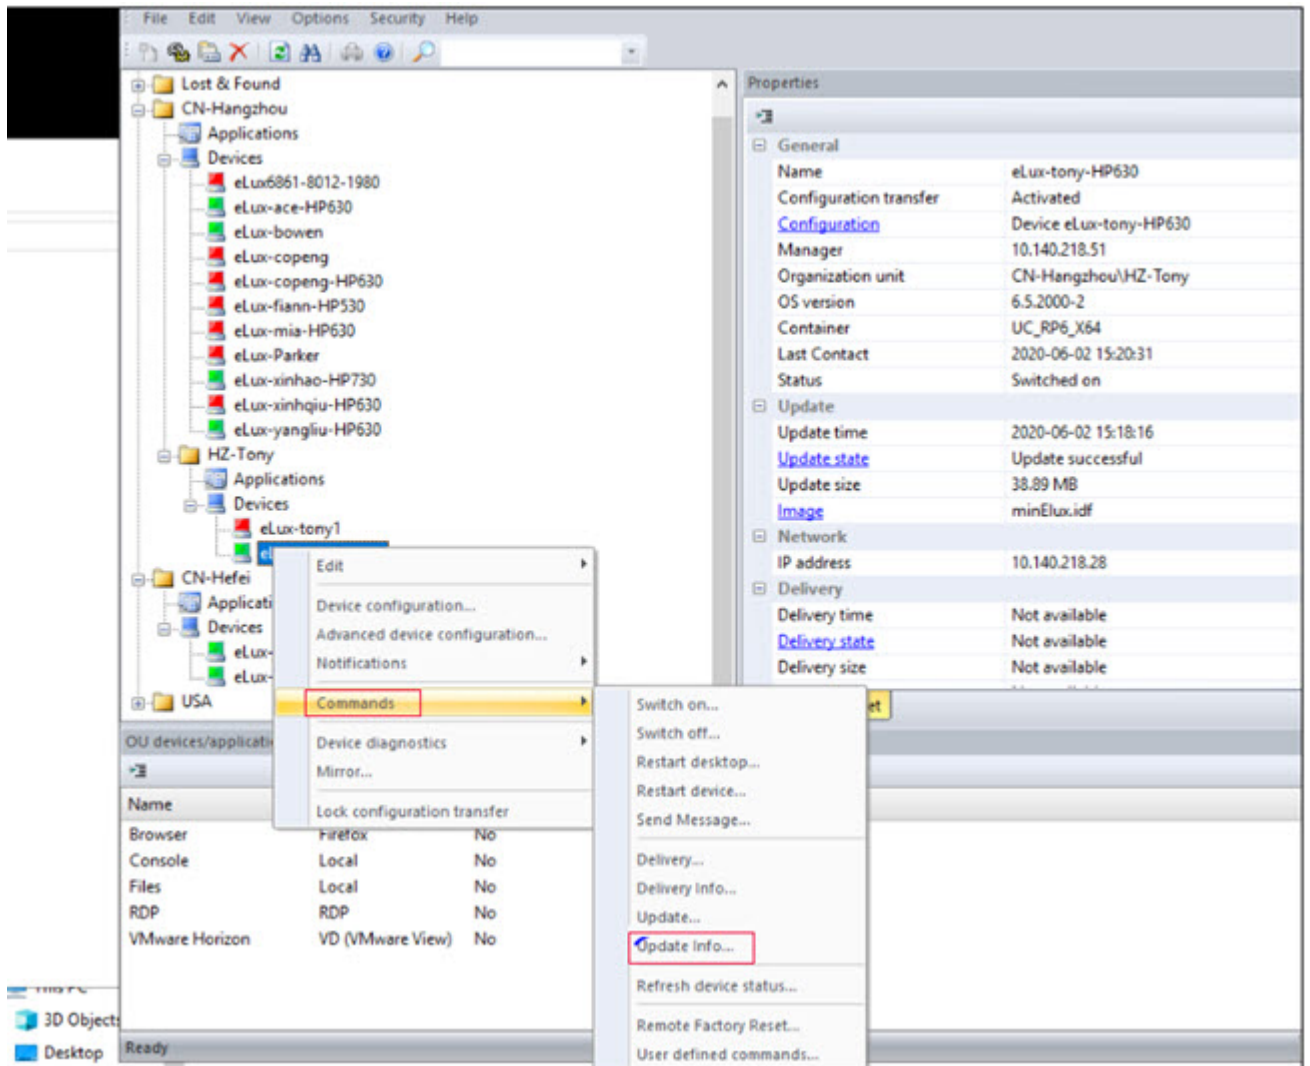 File Edit View Options Security Help
Lost & Found
CN-Hangzhou
Applications
Devices
eLux6861-8012-1980
eLux-ace-HP630
eLux-bowen
eLux-copeng
eLux-copeng-HP630
eLux-fiann-HP530
eLux-mia-HP630
eLux-Parker
eLux-xinhao-HP730
eLux-xinhqiu-HP630
eLux-yangliu-HP630
HZ-Tony
Applications
Devices
eLux-tony1
CN-Hefei
Applicati
Devices
eLux-
eLux-
USA
Edit
Device configuration...
Advanced device configuration...
Notifications
Commands
Device diagnostics
Mirror...
Lock configuration transfer
Switch on...
Switch off...
Restart desktop...
Restart device...
Send Message...
Delivery...
Delivery Info...
Update...
Update Info...
Refresh device status...
Remote Factory Reset...
User defined commands...
Properties
General
Name eLux-tony-HP630
Configuration transfer Activated
Configuration Device eLux-tony-HP630
Manager 10.140.218.51
Organization unit CN-Hangzhou\HZ-Tony
OS version 6.5.2000-2
Container UC_RP6_X64
Last Contact 2020-06-02 15:20:31
Status Switched on
Update
Update time 2020-06-02 15:18:16
Update state Update successful
Update size 38.89 MB
Image minElux.idf
Network
IP address 10.140.218.28
Delivery
Delivery time Not available
Delivery state Not available
Delivery size Not available
et
OU devices/applicati
Name
Browser Firefox No
Console Local No
Files Local No
RDP RDP No
VMware Horizon VD (VMware View) No
Ready
This PC
3D Objects
Desktop